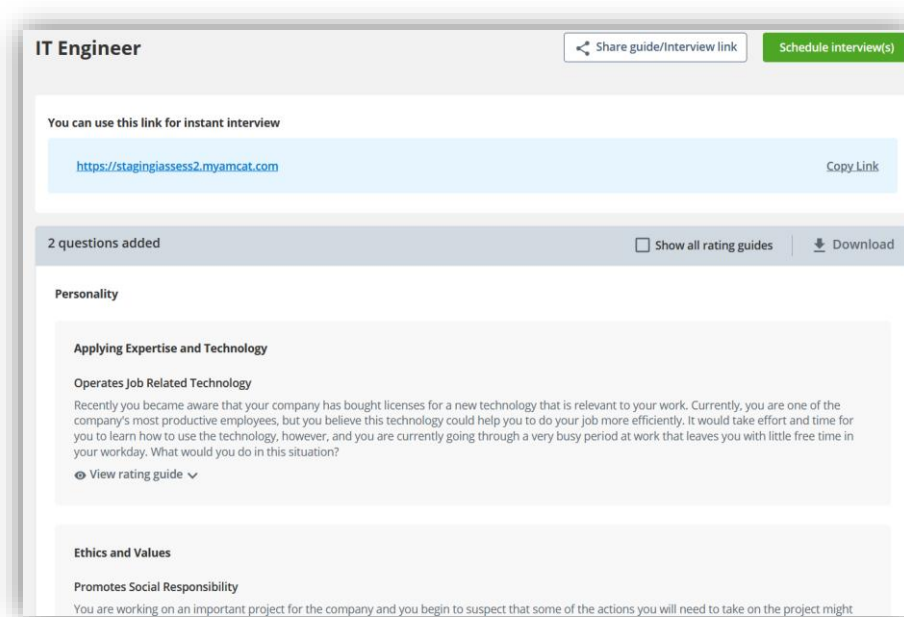 IT Engineer
Share guide/Interview link
Schedule interview(s)
You can use this link for instant interview
https://stagingiassess2.myamcat.com
Copy Link
2 questions added
Show all rating guides
Download
Personality
Applying Expertise and Technology
Operates Job Related Technology
Recently you became aware that your company has bought licenses for a new technology that is relevant to your work. Currently, you are one of the
company's most productive employees, but you believe this technology could help you to do your job more efficiently. It would take effort and time for
you to learn how to use the technology, however, and you are currently going through a very busy period at work that leaves you with little free time in
your workday. What would you do in this situation?
View rating guide
Ethics and Values
Promotes Social Responsibility
You are working on an important project for the company and you begin to suspect that some of the actions you will need to take on the project might